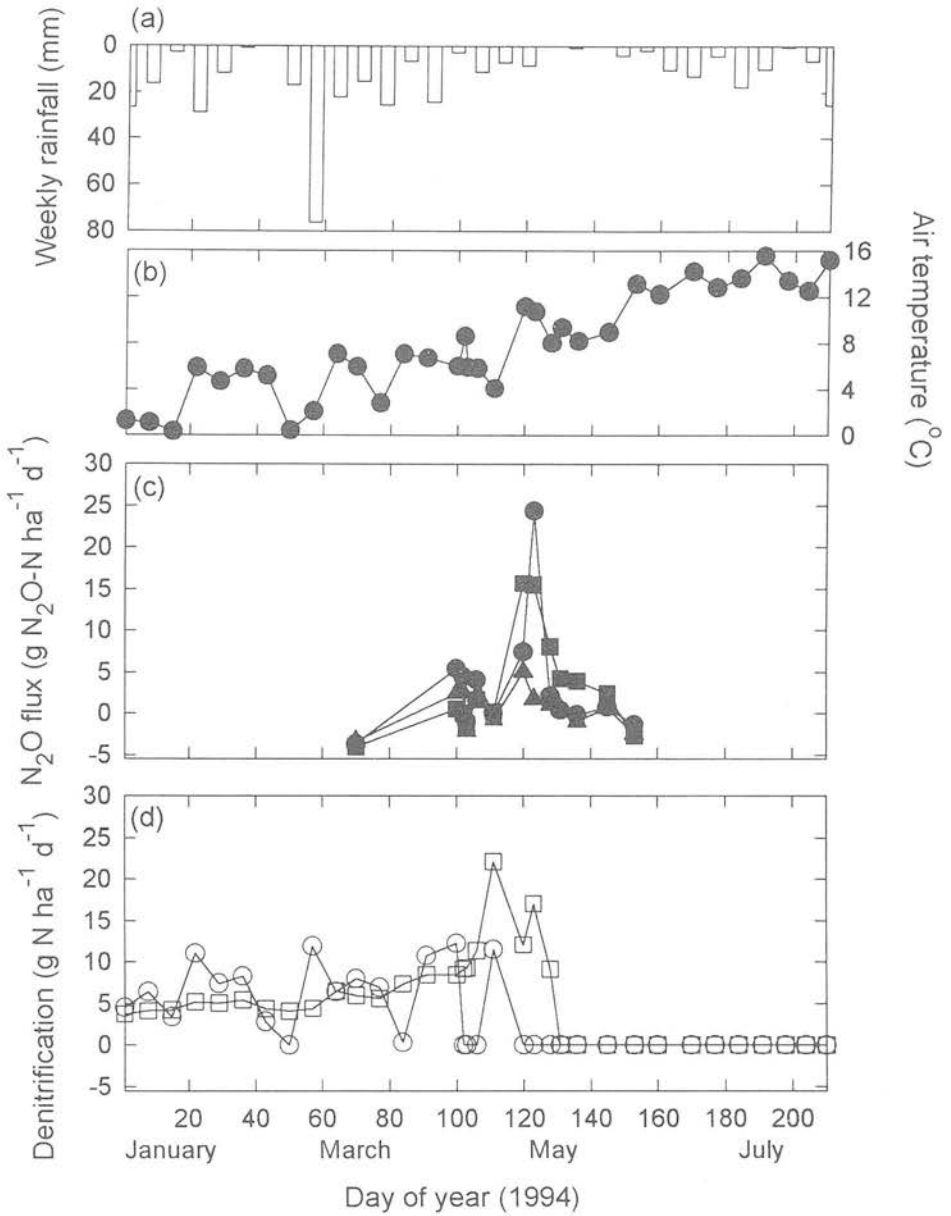 (a)
Weekly rainfall (mm)
0
20
40
60
80
(b)
Air temperature (°C)
16
12
8
4
0
(c)
N₂O flux (g N₂O-N ha⁻¹ d⁻¹)
30
25
20
15
10
5
0
-5
(d)
Denitrification (g N ha⁻¹ d⁻¹)
30
25
20
15
10
5
0
-5
20 40 60 80 100 120 140 160 180 200
January March May July
Day of year (1994)